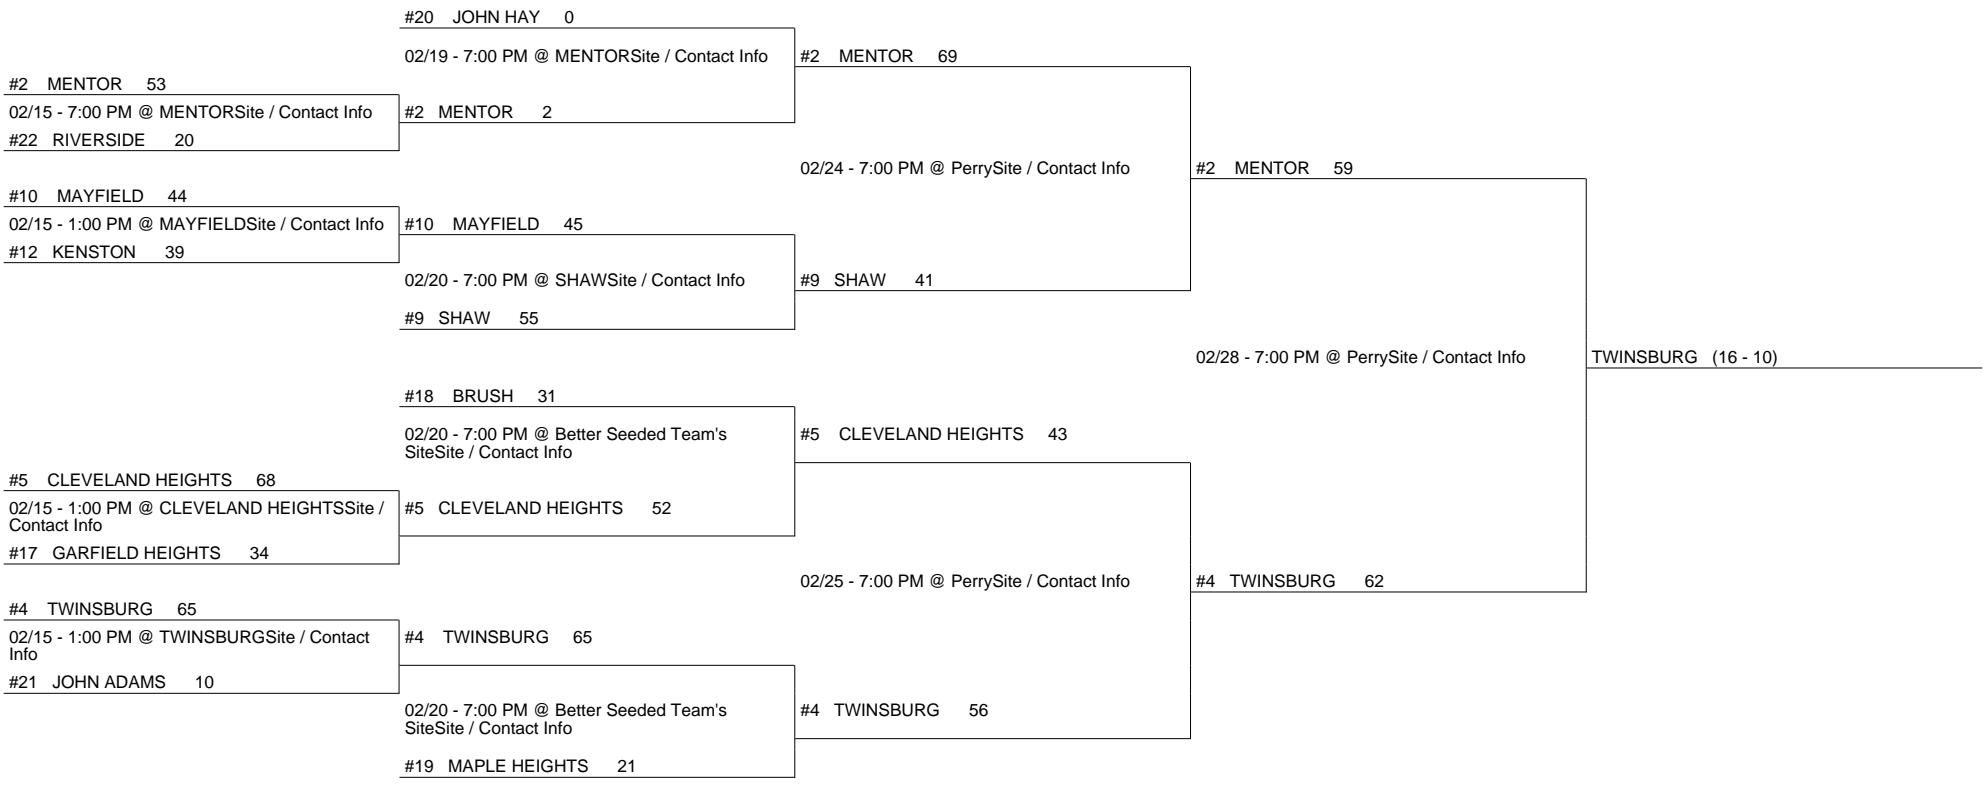 #20 JOHN HAY 0
02/19 - 7:00 PM @ MENTORSite / Contact Info
#2 MENTOR 69
#2 MENTOR 53
02/15 - 7:00 PM @ MENTORSite / Contact Info
#2 MENTOR 2
#22 RIVERSIDE 20
02/24 - 7:00 PM @ PerrySite / Contact Info
#2 MENTOR 59
#10 MAYFIELD 44
02/15 - 1:00 PM @ MAYFIELDSite / Contact Info
#10 MAYFIELD 45
#12 KENSTON 39
02/20 - 7:00 PM @ SHAWSite / Contact Info
#9 SHAW 41
#9 SHAW 55
02/28 - 7:00 PM @ PerrySite / Contact Info
TWINSBURG (16 - 10)
#18 BRUSH 31
02/20 - 7:00 PM @ Better Seeded Team's
SiteSite / Contact Info
#5 CLEVELAND HEIGHTS 43
#5 CLEVELAND HEIGHTS 68
02/15 - 1:00 PM @ CLEVELAND HEIGHTSSite /
Contact Info
#5 CLEVELAND HEIGHTS 52
#17 GARFIELD HEIGHTS 34
02/25 - 7:00 PM @ PerrySite / Contact Info
#4 TWINSBURG 62
#4 TWINSBURG 65
02/15 - 1:00 PM @ TWINSBURGSite / Contact
Info
#4 TWINSBURG 65
#21 JOHN ADAMS 10
02/20 - 7:00 PM @ Better Seeded Team's
SiteSite / Contact Info
#4 TWINSBURG 56
#19 MAPLE HEIGHTS 21